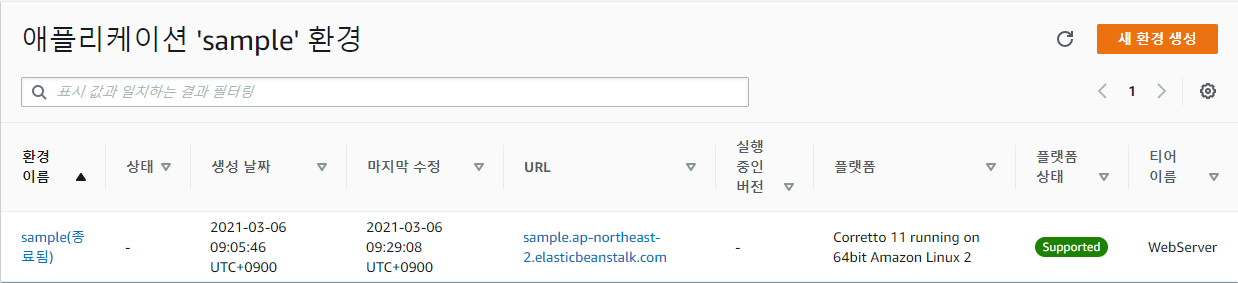 애플리케이션 'sample' 환경
새 환경 생성
표시 값과 일치하는 결과 필터링
1
환경
이름
상태
생성 날짜
마지막 수정
URL
실행
중인
버전
플랫폼
플랫폼
상태
티어
이름
sample(종
료됨)
-
2021-03-06
09:05:46
UTC+0900
2021-03-06
09:29:08
UTC+0900
sample.ap-northeast-
2.elasticbeanstalk.com
-
Corretto 11 running on
64bit Amazon Linux 2
Supported
WebServer